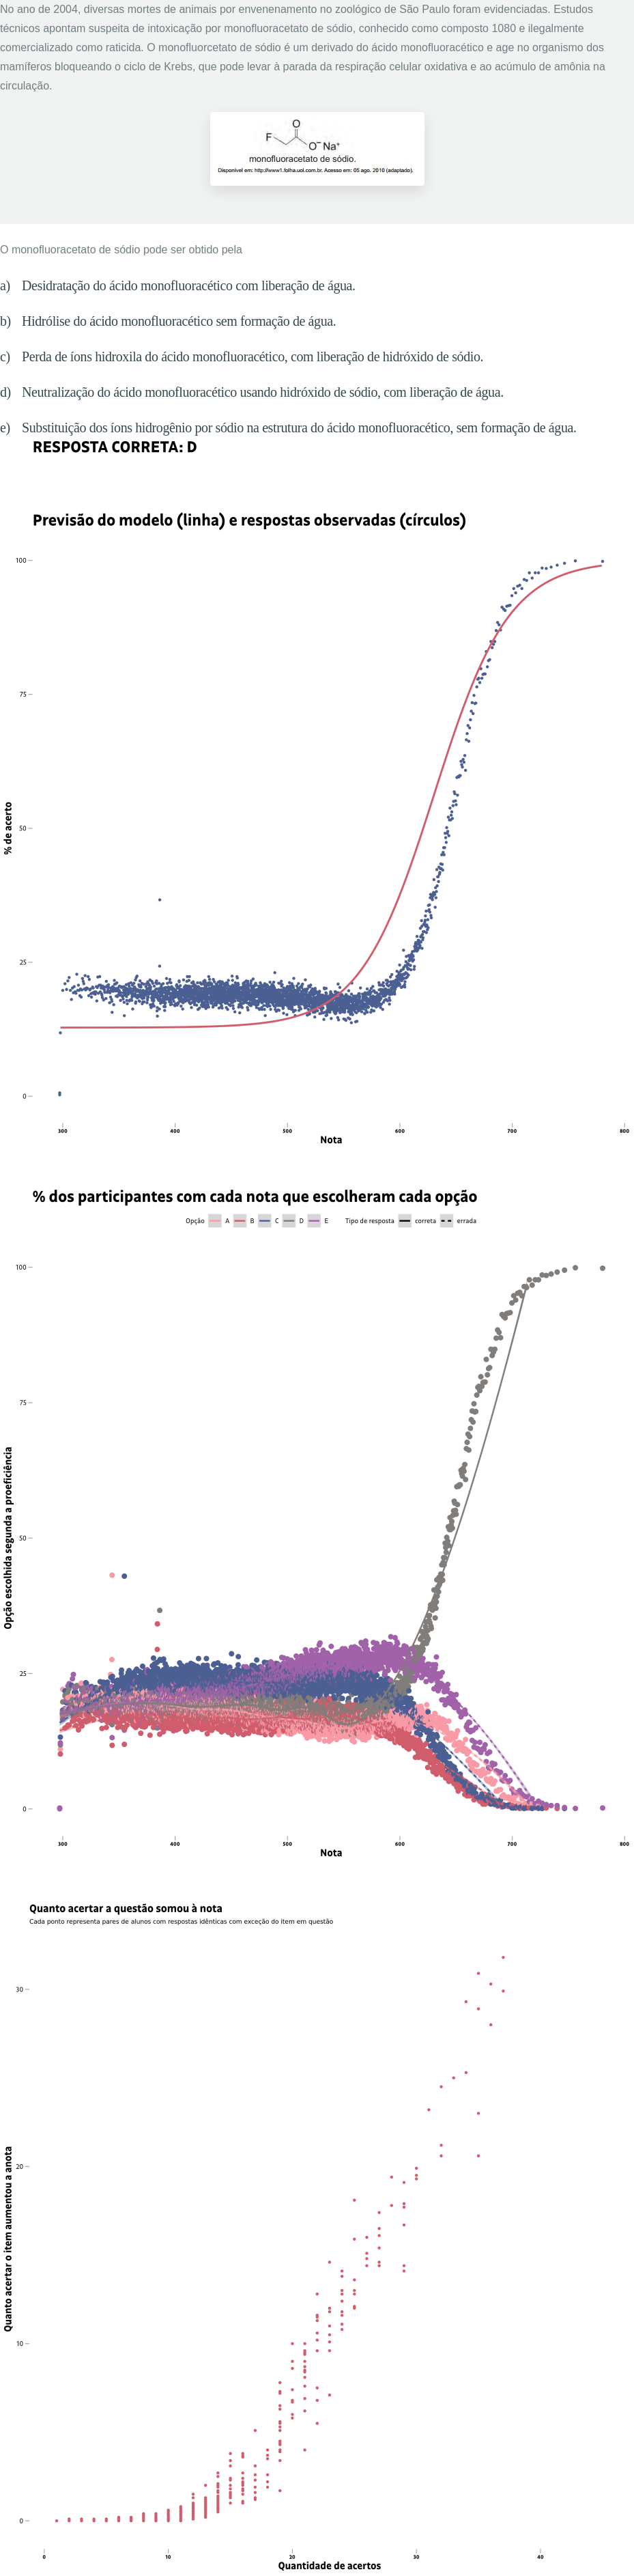 No ano de 2004, diversas mortes de animais por envenenamento no zoológico de São Paulo foram evidenciadas. Estudos
técnicos apontam suspeita de intoxicação por monofluoracetato de sódio, conhecido como composto 1080 e ilegalmente
comercializado como raticida. O monofluorcetato de sódio é um derivado do ácido monofluoracético e age no organismo dos
mamíferos bloqueando o ciclo de Krebs, que pode levar à parada da respiração celular oxidativa e ao acúmulo de amônia na
circulação.
O
F
O⁻ Na⁺
monofluoracetato de sódio.
Disponível em: http://www1.folha.uol.com.br. Acesso em: 05 ago. 2010 (adaptado).
O monofluoracetato de sódio pode ser obtido pela
a) Desidratação do ácido monofluoracético com liberação de água.
b) Hidrólise do ácido monofluoracético sem formação de água.
c) Perda de íons hidroxila do ácido monofluoracético, com liberação de hidróxido de sódio.
d) Neutralização do ácido monofluoracético usando hidróxido de sódio, com liberação de água.
e) Substituição dos íons hidrogênio por sódio na estrutura do ácido monofluoracético, sem formação de água.
RESPOSTA CORRETA: D
Previsão do modelo (linha) e respostas observadas (círculos)
100
75
50
25
0
% de acerto
300 400 500 600 700 800
Nota
% dos participantes com cada nota que escolheram cada opção
Opção A B C D E Tipo de resposta correta errada
100
75
50
25
0
Opção escolhida segunda a proeficiência
300 400 500 600 700 800
Nota
Quanto acertar a questão somou à nota
Cada ponto representa pares de alunos com respostas idênticas com exceção do item em questão
30
20
10
0
Quanto acertar o item aumentou a anota
0 10 20 30 40
Quantidade de acertos